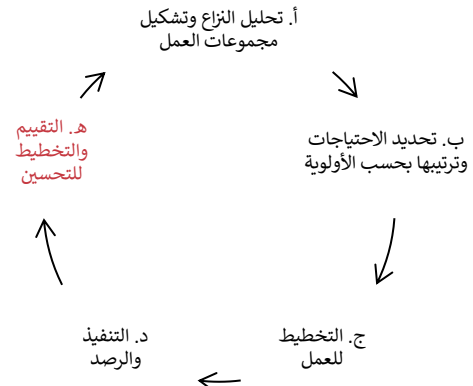 أ. تحليل النزاع وتشكيل
مجموعات العمل
ب. تحديد الاحتياجات
وترتيبها بحسب الأولوية
ج. التخطيط
للعمل
د. التنفيذ
والرصد
هـ. التقييم
والتخطيط
للتحسين